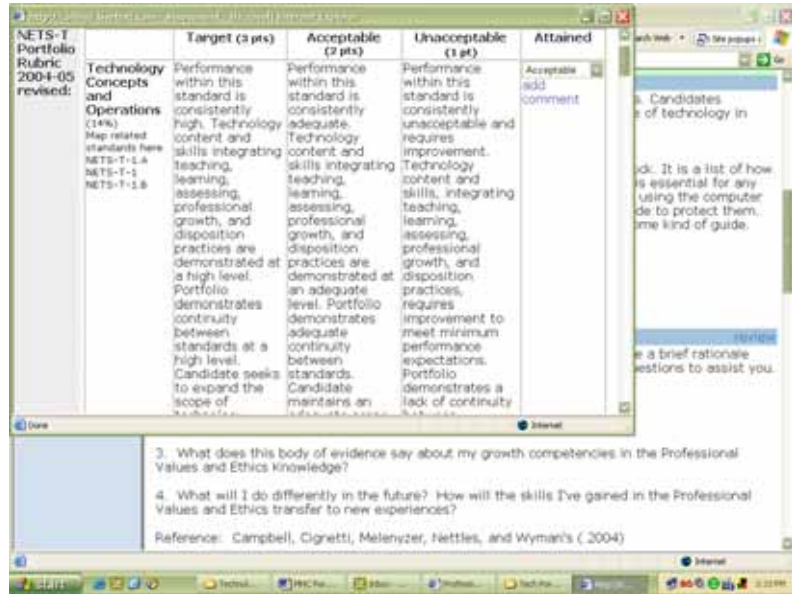 NETS-T
Portfolio
Rubric
2004-05
revised:
Target (3 pts)
Acceptable
(2 pts)
Unacceptable
(1 pt)
Attained
Technology
Concepts
and
Operations
(14%)
Map related
standards here
NETS-T-1.A
NETS-T-1
NETS-T-1.B
Performance
within this
standard is
consistently
high. Technology
content and
skills integrating
teaching,
learning,
assessing,
professional
growth, and
disposition
practices are
demonstrated at
a high level.
Portfolio
demonstrates
continuity
between
standards at a
high level.
Candidate seeks
to expand the
scope of
Performance
within this
standard is
consistently
adequate.
Technology
content and
skills integrating
teaching,
learning,
assessing,
professional
growth, and
disposition
practices are
demonstrated at
an adequate
level. Portfolio
demonstrates
adequate
continuity
between
standards.
Candidate
maintains an
Performance
within this
standard is
consistently
unacceptable and
requires
improvement.
Technology
content and
skills, integrating
teaching,
learning,
assessing,
professional
growth, and
disposition
practices,
requires
improvement to
meet minimum
performance
expectations.
Portfolio
demonstrates a
lack of continuity
Acceptable
add
comment
Done
Internet
Go
s. Candidates
e of technology in
ck. It is a list of how
is essential for any
using the computer
de to protect them.
ome kind of guide.
review
e a brief rationale
estions to assist you.
3. What does this body of evidence say about my growth competencies in the Professional
Values and Ethics Knowledge?
4. What will I do differently in the future? How will the skills I've gained in the Professional
Values and Ethics transfer to new experiences?
Reference: Campbell, Cignetti, Melenyzer, Nettles, and Wyman's ( 2004)
Internet
start